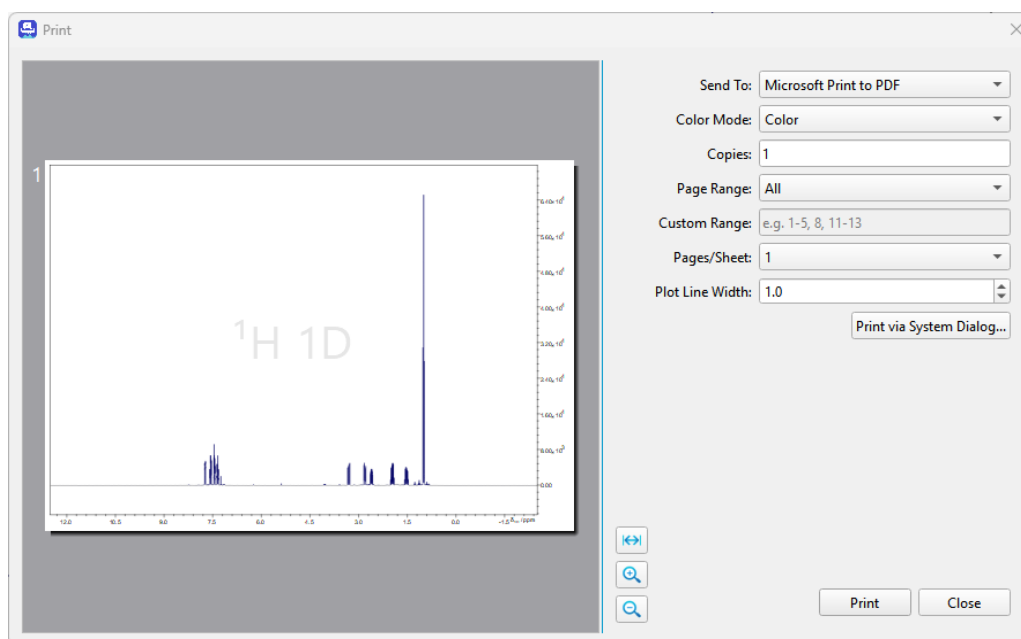 Print
Send To: Microsoft Print to PDF
Color Mode: Color
Copies: 1
Page Range: All
Custom Range: e.g. 1-5, 8, 11-13
Pages/Sheet: 1
Plot Line Width: 1.0
Print via System Dialog...
1
¹H 1D
0.00
12.0 10.5 9.0 7.5 6.0 4.5 3.0 1.5 0.0 -1.5 /ppm
Print Close